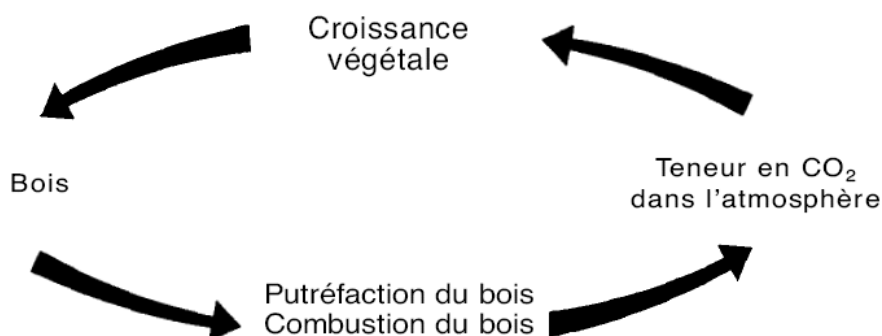 Croissance
végétale
Bois
Teneur en CO₂
dans l'atmosphère
Putréfaction du bois
Combustion du bois